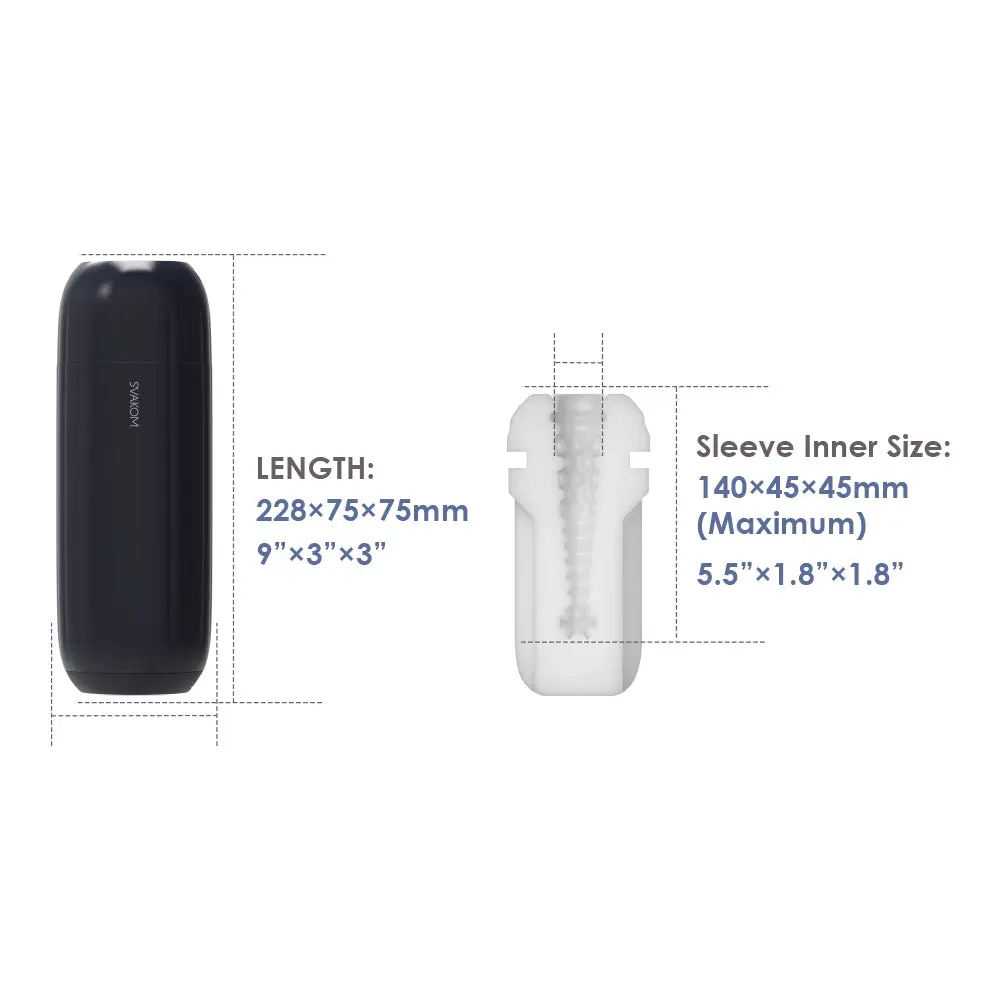 SVAKOM
LENGTH:
228×75×75mm
9”×3”×3”
Sleeve Inner Size:
140×45×45mm
(Maximum)
5.5”×1.8”×1.8”